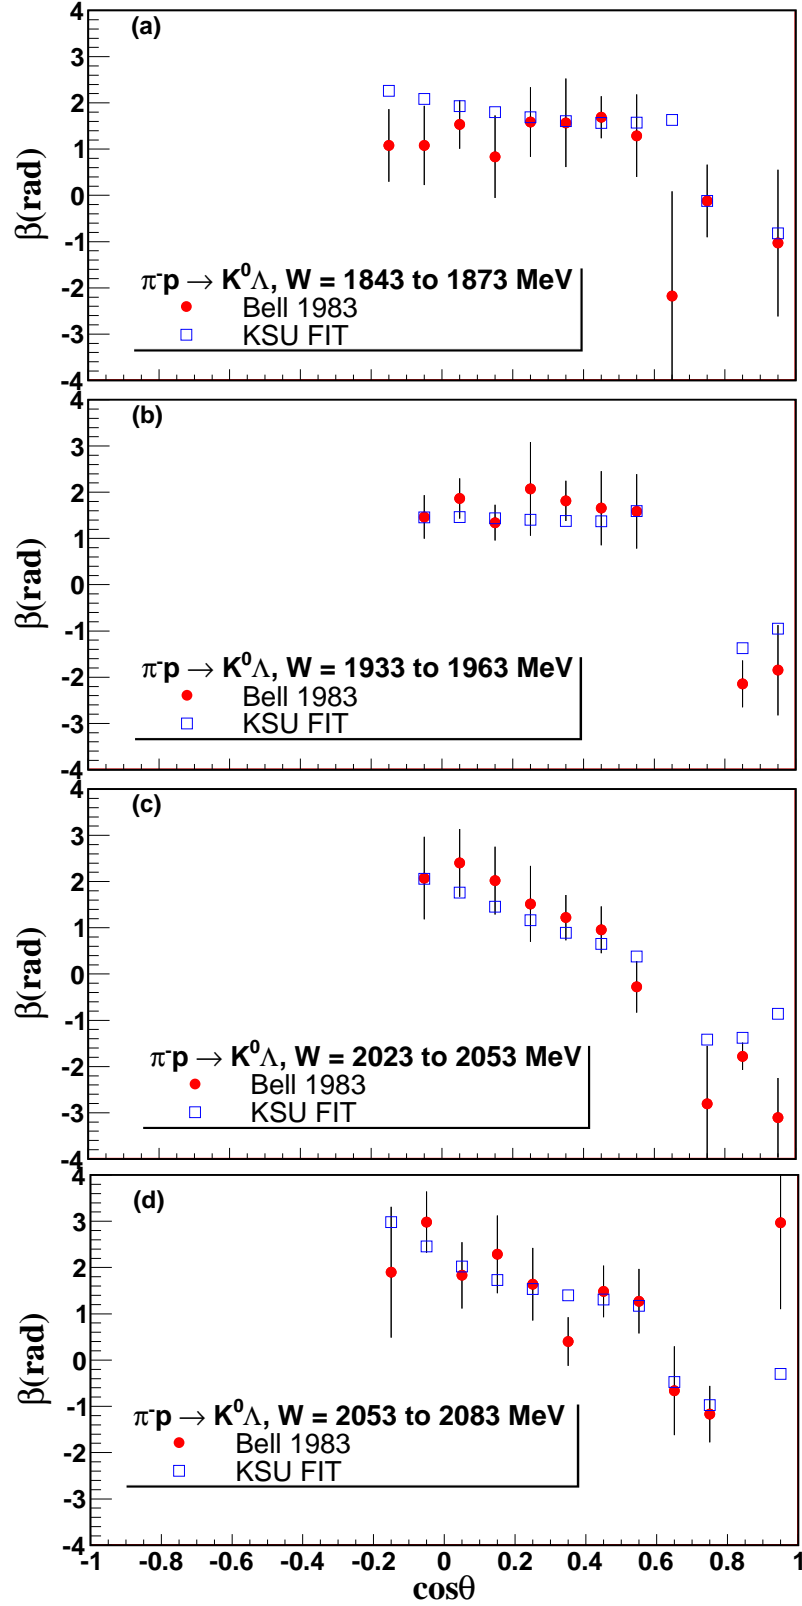 (a)
4
3
2
1
0
-1
-2
-3
-4
β(rad)
π⁻p → K⁰Λ, W = 1843 to 1873 MeV
Bell 1983
KSU FIT
(b)
4
3
2
1
0
-1
-2
-3
-4
β(rad)
π⁻p → K⁰Λ, W = 1933 to 1963 MeV
Bell 1983
KSU FIT
(c)
4
3
2
1
0
-1
-2
-3
-4
β(rad)
π⁻p → K⁰Λ, W = 2023 to 2053 MeV
Bell 1983
KSU FIT
(d)
4
3
2
1
0
-1
-2
-3
-4
β(rad)
π⁻p → K⁰Λ, W = 2053 to 2083 MeV
Bell 1983
KSU FIT
-1 -0.8 -0.6 -0.4 -0.2 0 0.2 0.4 0.6 0.8 1
cosθ